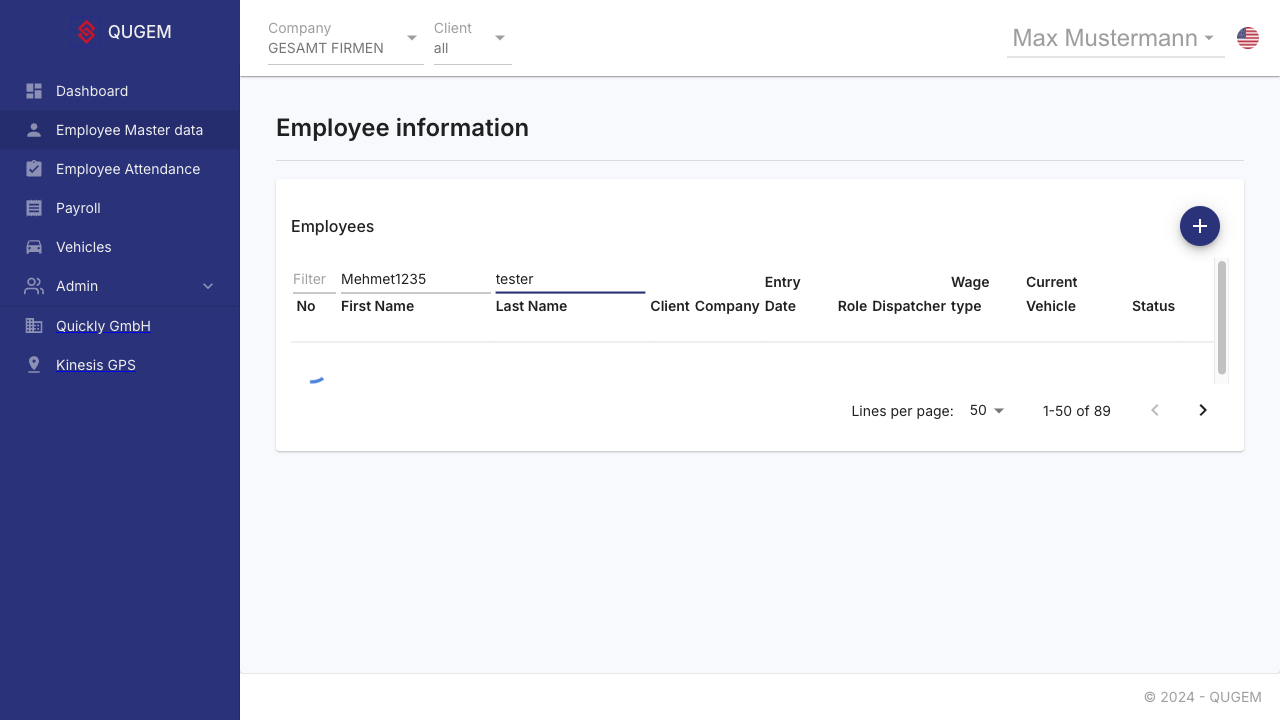 QUGEM
Company
GESAMT FIRMEN
Client
all
Max Mustermann
Dashboard
Employee Master data
Employee Attendance
Payroll
Vehicles
Admin
Quickly GmbH
Kinesis GPS
Employee information
Employees
Filter
Mehmet1235
tester
No
First Name
Last Name
Client
Company
Entry
Date
Role
Dispatcher
Wage
type
Current
Vehicle
Status
Lines per page:
50
1-50 of 89
© 2024 - QUGEM